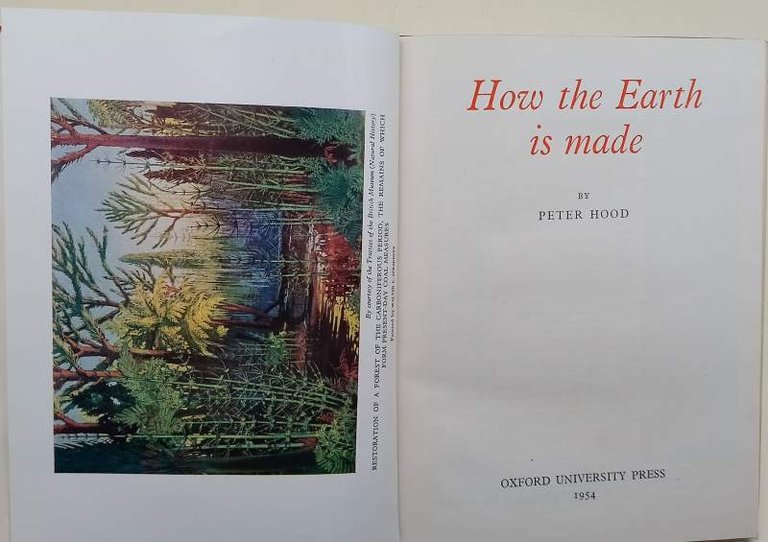 By courtesy of the Trustees of the British Museum (Natural History)
RESTORATION OF A FOREST OF THE CARBONIFEROUS PERIOD, THE REMAINS OF WHICH
FORM PRESENT-DAY COAL MEASURES
How the Earth
is made
BY
PETER HOOD
OXFORD UNIVERSITY PRESS
1954